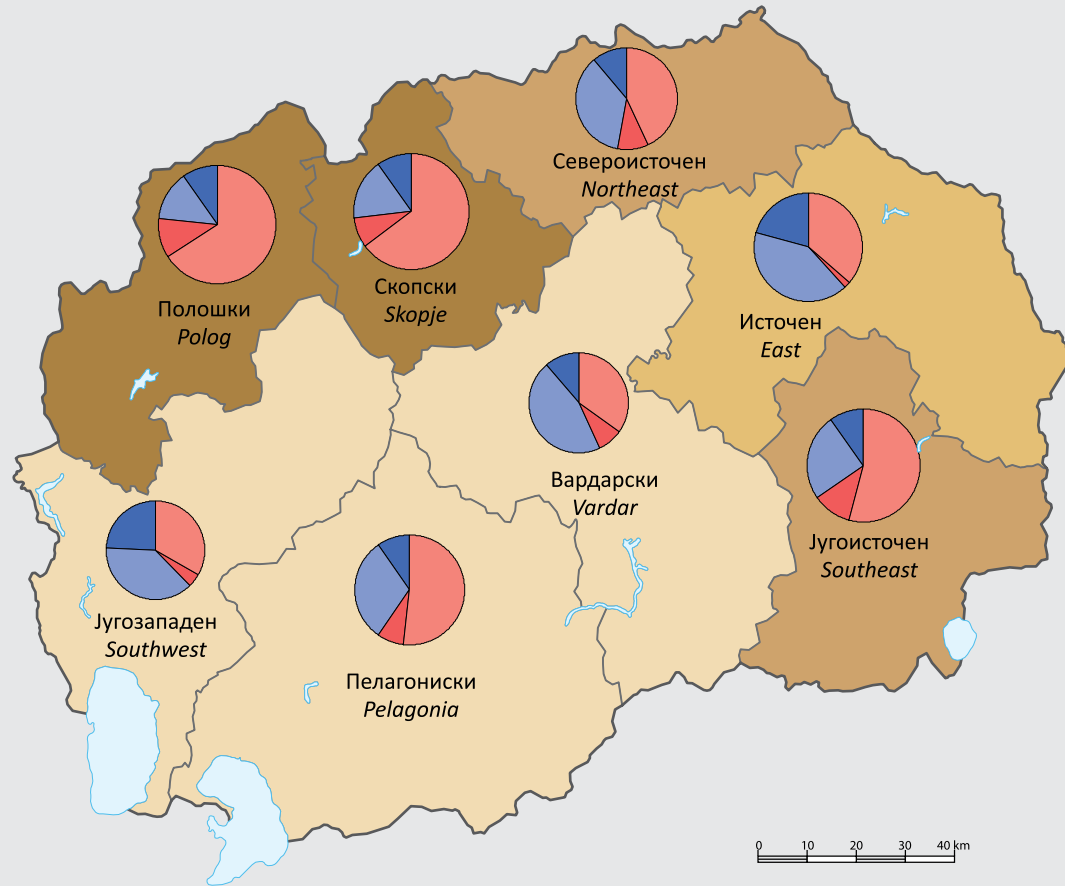 Североисточен
Northeast
Скопски
Skopje
Полошки
Polog
Источен
East
Вардарски
Vardar
Југоисточен
Southeast
Југозападен
Southwest
Пелагониски
Pelagonia
0 10 20 30 40 km